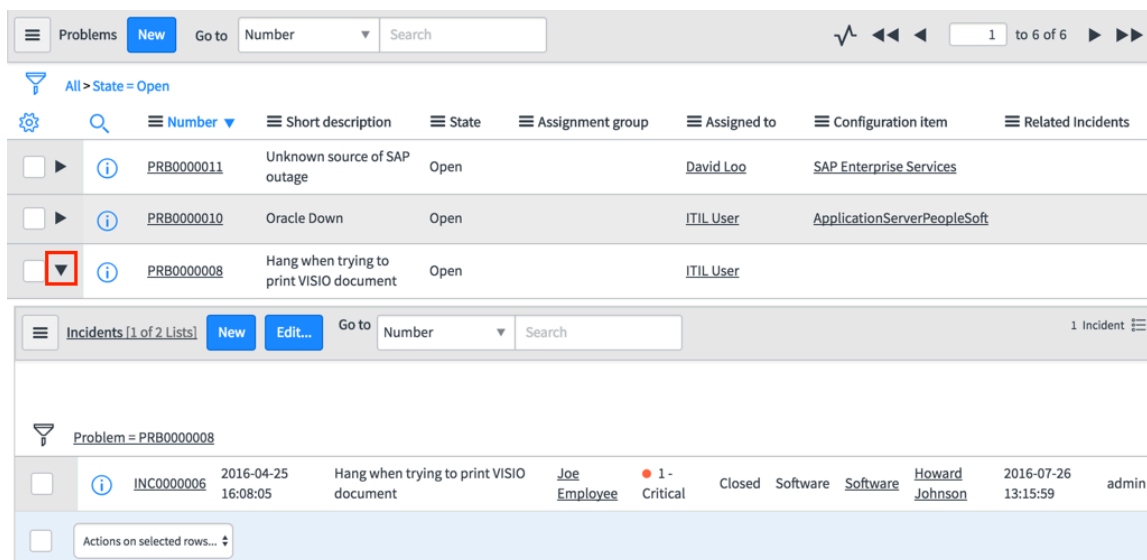 Problems New Go to Number Search 1 to 6 of 6
All > State = Open
Number Short description State Assignment group Assigned to Configuration item Related Incidents
PRB0000011 Unknown source of SAP outage Open David Loo SAP Enterprise Services
PRB0000010 Oracle Down Open ITIL User ApplicationServerPeopleSoft
PRB0000008 Hang when trying to print VISIO document Open ITIL User
Incidents [1 of 2 Lists] New Edit... Go to Number Search 1 Incident
Problem = PRB0000008
INC0000006 2016-04-25 16:08:05 Hang when trying to print VISIO document Joe Employee 1 - Critical Closed Software Software Howard Johnson 2016-07-26 13:15:59 admin
Actions on selected rows...